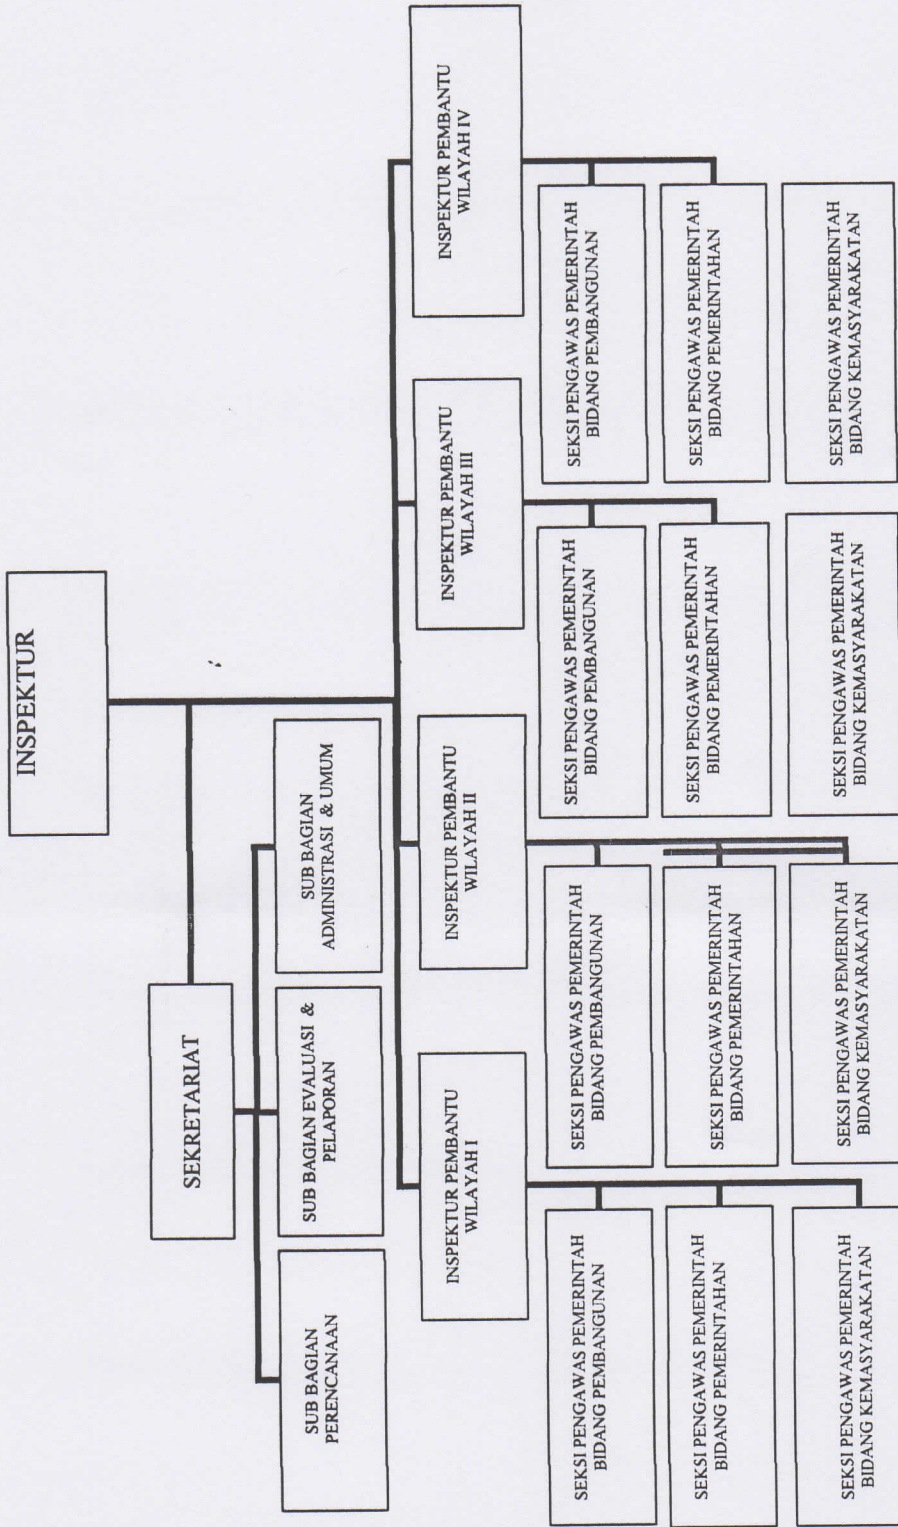 INSPEKTUR
SEKRETARIAT
SUB BAGIAN
PERENCANAAN
SUB BAGIAN EVALUASI &
PELAPORAN
SUB BAGIAN
ADMINISTRASI & UMUM
INSPEKTUR PEMBANTU
WILAYAH I
INSPEKTUR PEMBANTU
WILAYAH II
INSPEKTUR PEMBANTU
WILAYAH III
INSPEKTUR PEMBANTU
WILAYAH IV
SEKSI PENGAWAS PEMERINTAH
BIDANG PEMBANGUNAN
SEKSI PENGAWAS PEMERINTAH
BIDANG PEMBANGUNAN
SEKSI PENGAWAS PEMERINTAH
BIDANG PEMBANGUNAN
SEKSI PENGAWAS PEMERINTAH
BIDANG PEMBANGUNAN
SEKSI PENGAWAS PEMERINTAH
BIDANG PEMERINTAHAN
SEKSI PENGAWAS PEMERINTAH
BIDANG PEMERINTAHAN
SEKSI PENGAWAS PEMERINTAH
BIDANG PEMERINTAHAN
SEKSI PENGAWAS PEMERINTAH
BIDANG PEMERINTAHAN
SEKSI PENGAWAS PEMERINTAH
BIDANG KEMASYARAKATAN
SEKSI PENGAWAS PEMERINTAH
BIDANG KEMASYARAKATAN
SEKSI PENGAWAS PEMERINTAH
BIDANG KEMASYARAKATAN
SEKSI PENGAWAS PEMERINTAH
BIDANG KEMASYARAKATAN